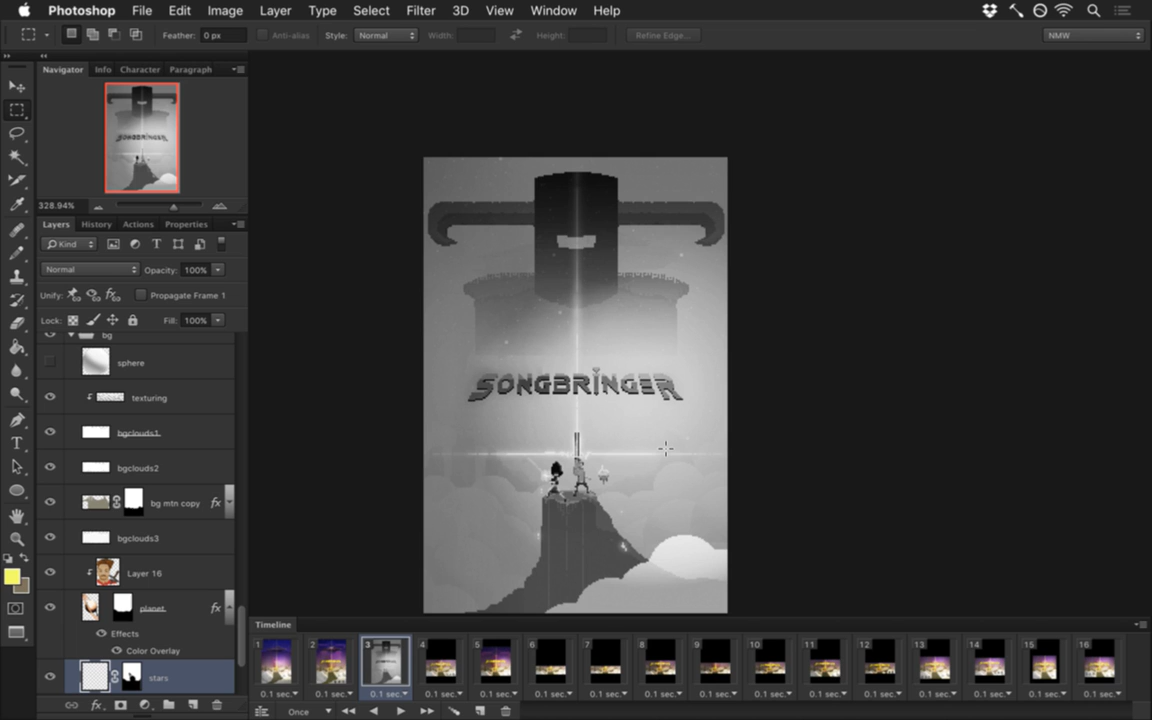 Photoshop File Edit Image Layer Type Select Filter 3D View Window Help
Feather: 0 px Anti-alias Style: Normal Width: Height: Refine Edge... NMW
Navigator Info Character Paragraph
328.94%
Layers History Actions Properties
Kind
Normal Opacity: 100%
Unify: Propagate Frame 1
Lock: Fill: 100%
bg
sphere
texturing
bgclouds1
bgclouds2
bg mtn copy fx
bgclouds3
Layer 16
planet fx
Effects
Color Overlay
stars
fx
SONGBRINGER
Timeline
1 2 3 4 5 6 7 8 9 10 11 12 13 14 15 16
0.1 sec. 0.1 sec. 0.1 sec. 0.1 sec. 0.1 sec. 0.1 sec. 0.1 sec. 0.1 sec. 0.1 sec. 0.1 sec. 0.1 sec. 0.1 sec. 0.1 sec. 0.1 sec. 0.1 sec. 0.1 sec.
Once